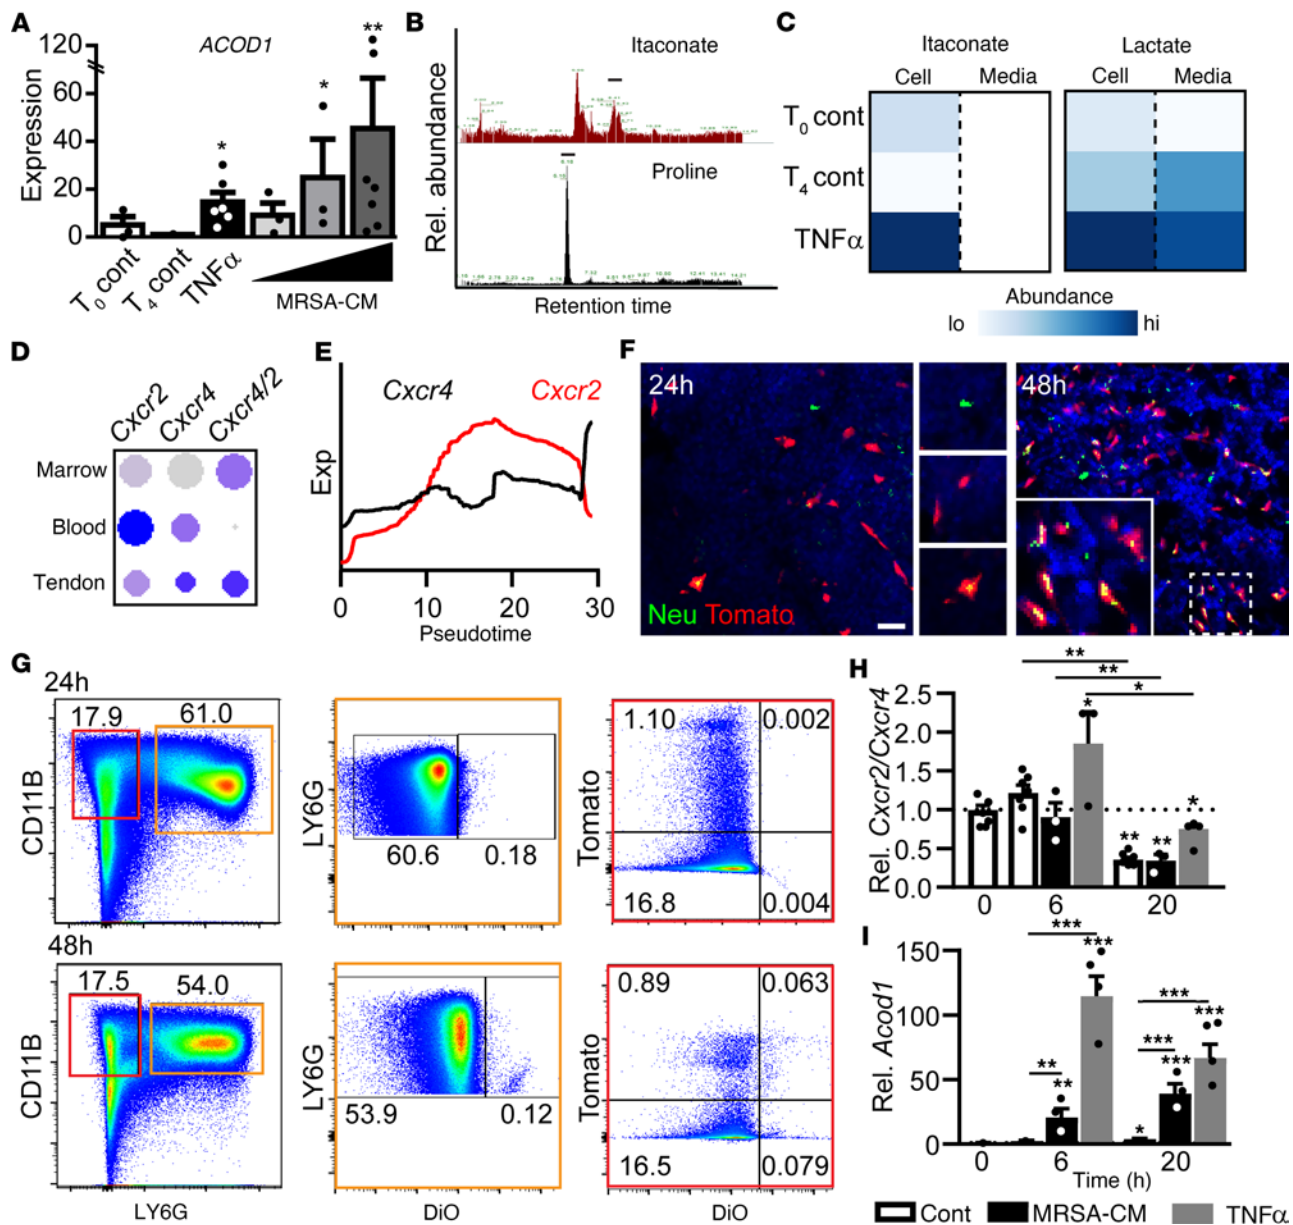 A
ACOD1
Expression
120
60
40
20
0
*
*
**
T0 cont
T4 cont
TNFα
MRSA-CM
B
Itaconate
Proline
Rel. abundance
Retention time
C
Itaconate
Lactate
Cell
Media
Cell
Media
T0 cont
T4 cont
TNFα
Abundance
lo
hi
D
Cxcr2
Cxcr4
Cxcr4/2
Marrow
Blood
Tendon
E
Cxcr4
Cxcr2
Exp
0
10
20
30
Pseudotime
F
24h
48h
Neu Tomato
G
24h
17.9
61.0
CD11B
LY6G
60.6
0.18
Tomato
1.10
0.002
16.8
0.004
48h
17.5
54.0
CD11B
LY6G
LY6G
53.9
0.12
DiO
Tomato
0.89
0.063
16.5
0.079
DiO
H
Rel. Cxcr2/Cxcr4
2.5
2.0
1.5
1.0
0.5
0.0
**
**
*
*
**
**
*
0
6
20
I
Rel. Acod1
150
100
50
0
***
***
**
**
***
***
***
***
*
0
6
20
Time (h)
Cont
MRSA-CM
TNFα